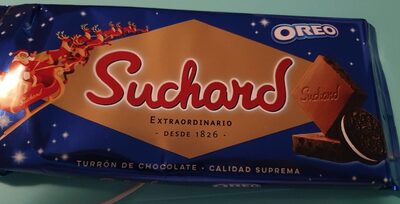 OREO
Suchard
EXTRAORDINARIO
- DESDE 1826 -
Suchard
TURRÓN DE CHOCOLATE - CALIDAD SUPREMA